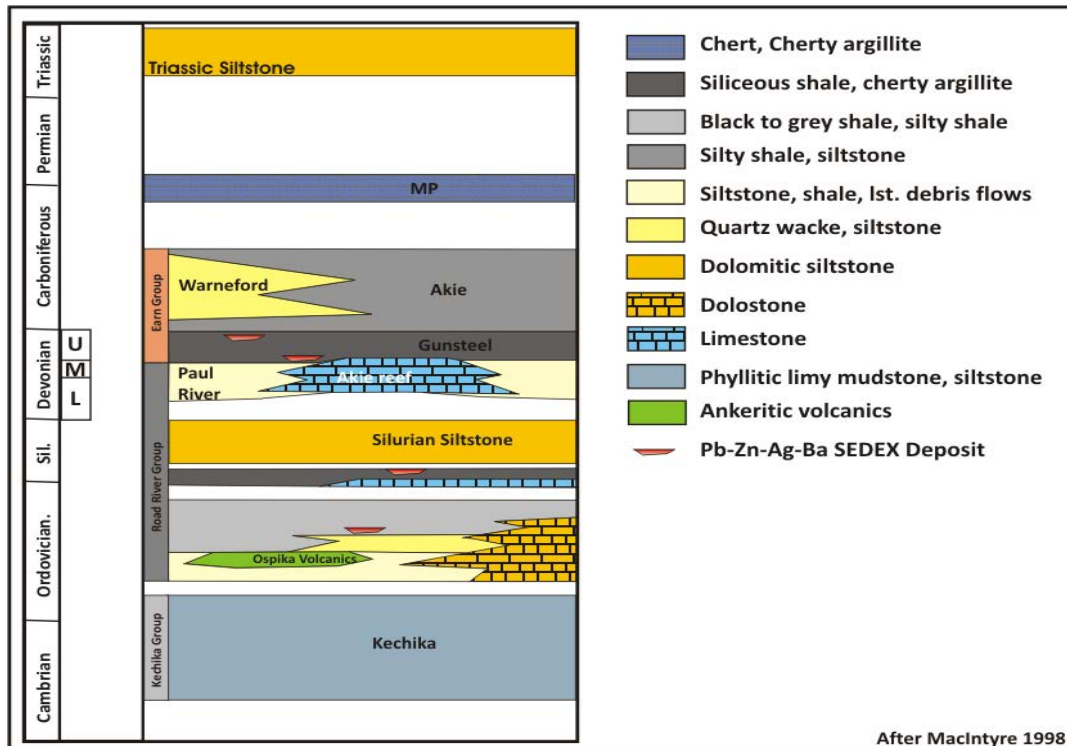 Triassic
Permian
Carboniferous
Devonian
Sil.
Ordovician.
Cambrian
U
M
L
Earn Group
Road River Group
Kechika Group
Triassic Siltstone
MP
Warneford
Akie
Gunsteel
Paul
River
Akie reef
Silurian Siltstone
Ospika Volcanics
Kechika
Chert, Cherty argillite
Siliceous shale, cherty argillite
Black to grey shale, silty shale
Silty shale, siltstone
Siltstone, shale, lst. debris flows
Quartz wacke, siltstone
Dolomitic siltstone
Dolostone
Limestone
Phyllitic limy mudstone, siltstone
Ankeritic volcanics
Pb-Zn-Ag-Ba SEDEX Deposit
After MacIntyre 1998